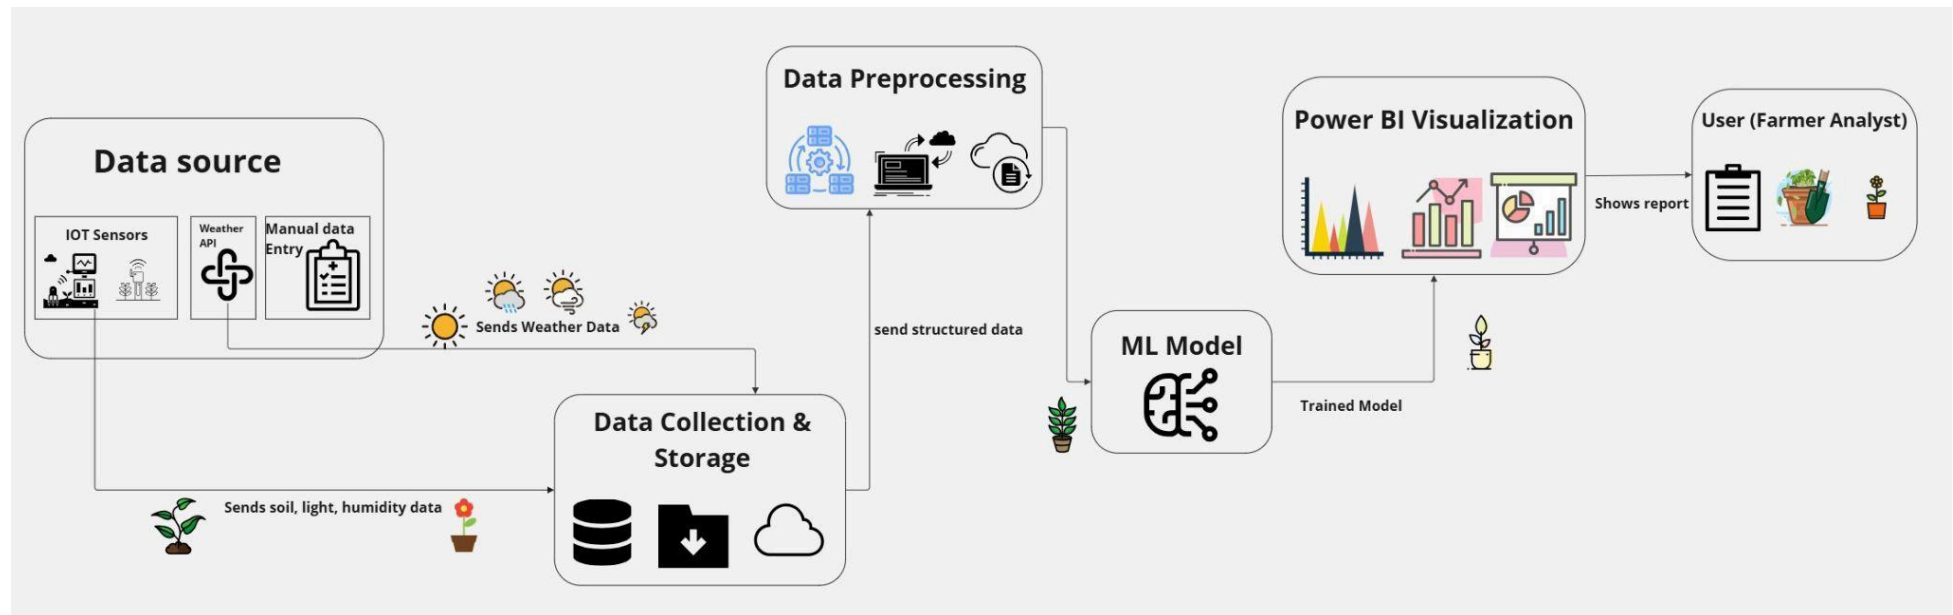 Data source
IOT Sensors
Weather
API
Manual data
Entry
Sends Weather Data
Sends soil, light, humidity data
Data Collection &
Storage
send structured data
Data Preprocessing
ML Model
Trained Model
Power BI Visualization
Shows report
User (Farmer Analyst)